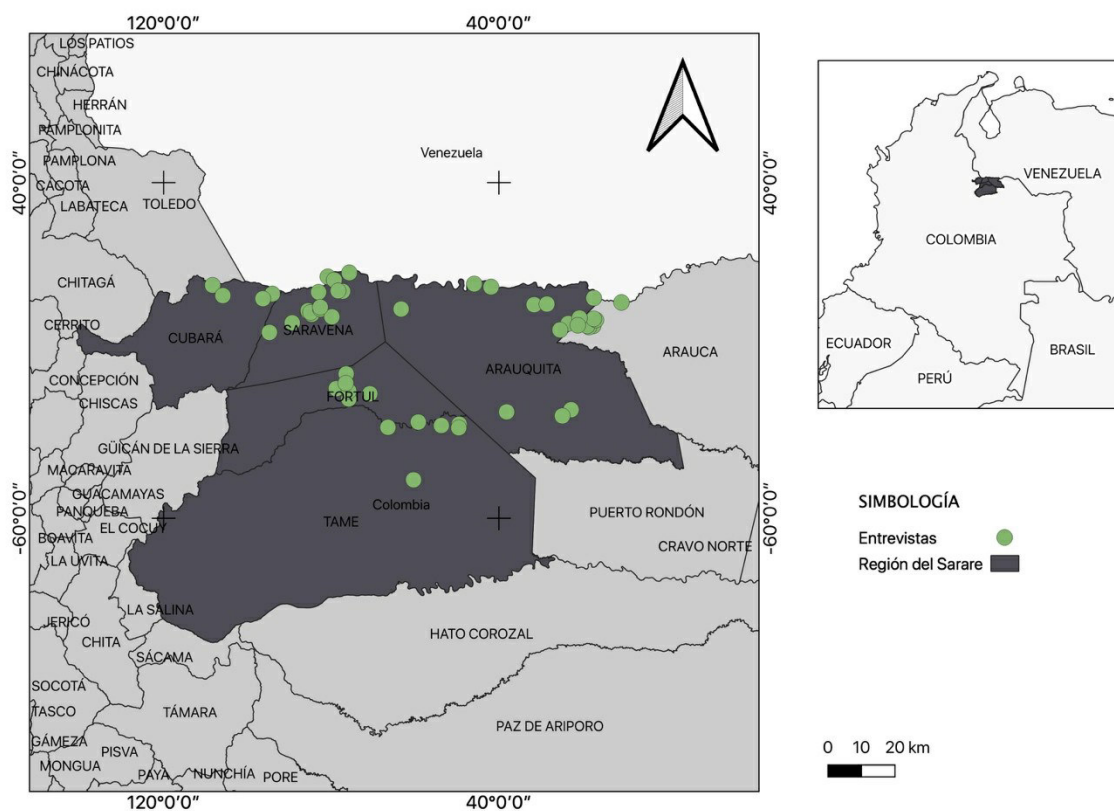 120°0'0"
40°0'0"
LOS PATIOS
CHINÁCOTA
HERRÁN
PAMPLONITA
PAMPLONA
CÁCOTA
LABATECA
TOLEDO
Venezuela
40°0'0"
40°0'0"
CHITAGÁ
CERRITO
CUBARÁ
SARAVENA
ARAUQUITA
ARAUCA
CONCEPCIÓN
CHISCAS
FORTUL
GÜICÁN DE LA SIERRA
MACARAVITA
GUACAMAYAS
PANQUEBA
EL COCUY
BOAVITA
LA UVITA
Colombia
TAME
PUERTO RONDÓN
CRAVO NORTE
-60°0'0"
-60°0'0"
LA SALINA
JERICÓ
CHITA
SÁCAMA
HATO COROZAL
SOCOTÁ
TASCO
TÁMARA
PAZ DE ARIPORO
GÁMEZA
PISVA
MONGUA
PAYA
NUNCHÍA
PORE
120°0'0"
40°0'0"
VENEZUELA
COLOMBIA
ECUADOR
PERÚ
BRASIL
SIMBOLOGÍA
Entrevistas
Región del Sarare
0 10 20 km